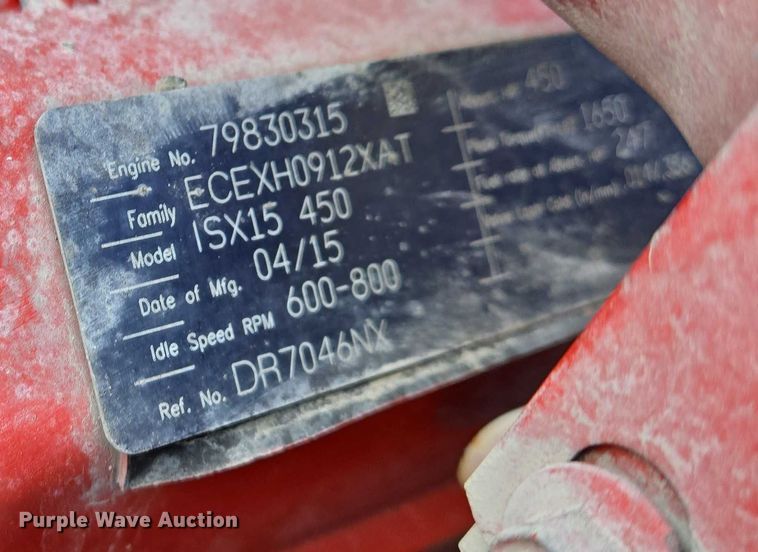 Engine No. 79830315
Family ECEXH0912XAT
Model ISX15 450
Date of Mfg. 04/15
Idle Speed RPM 600-800
Ref. No. DR7046NX
450
1650
247
Purple Wave Auction